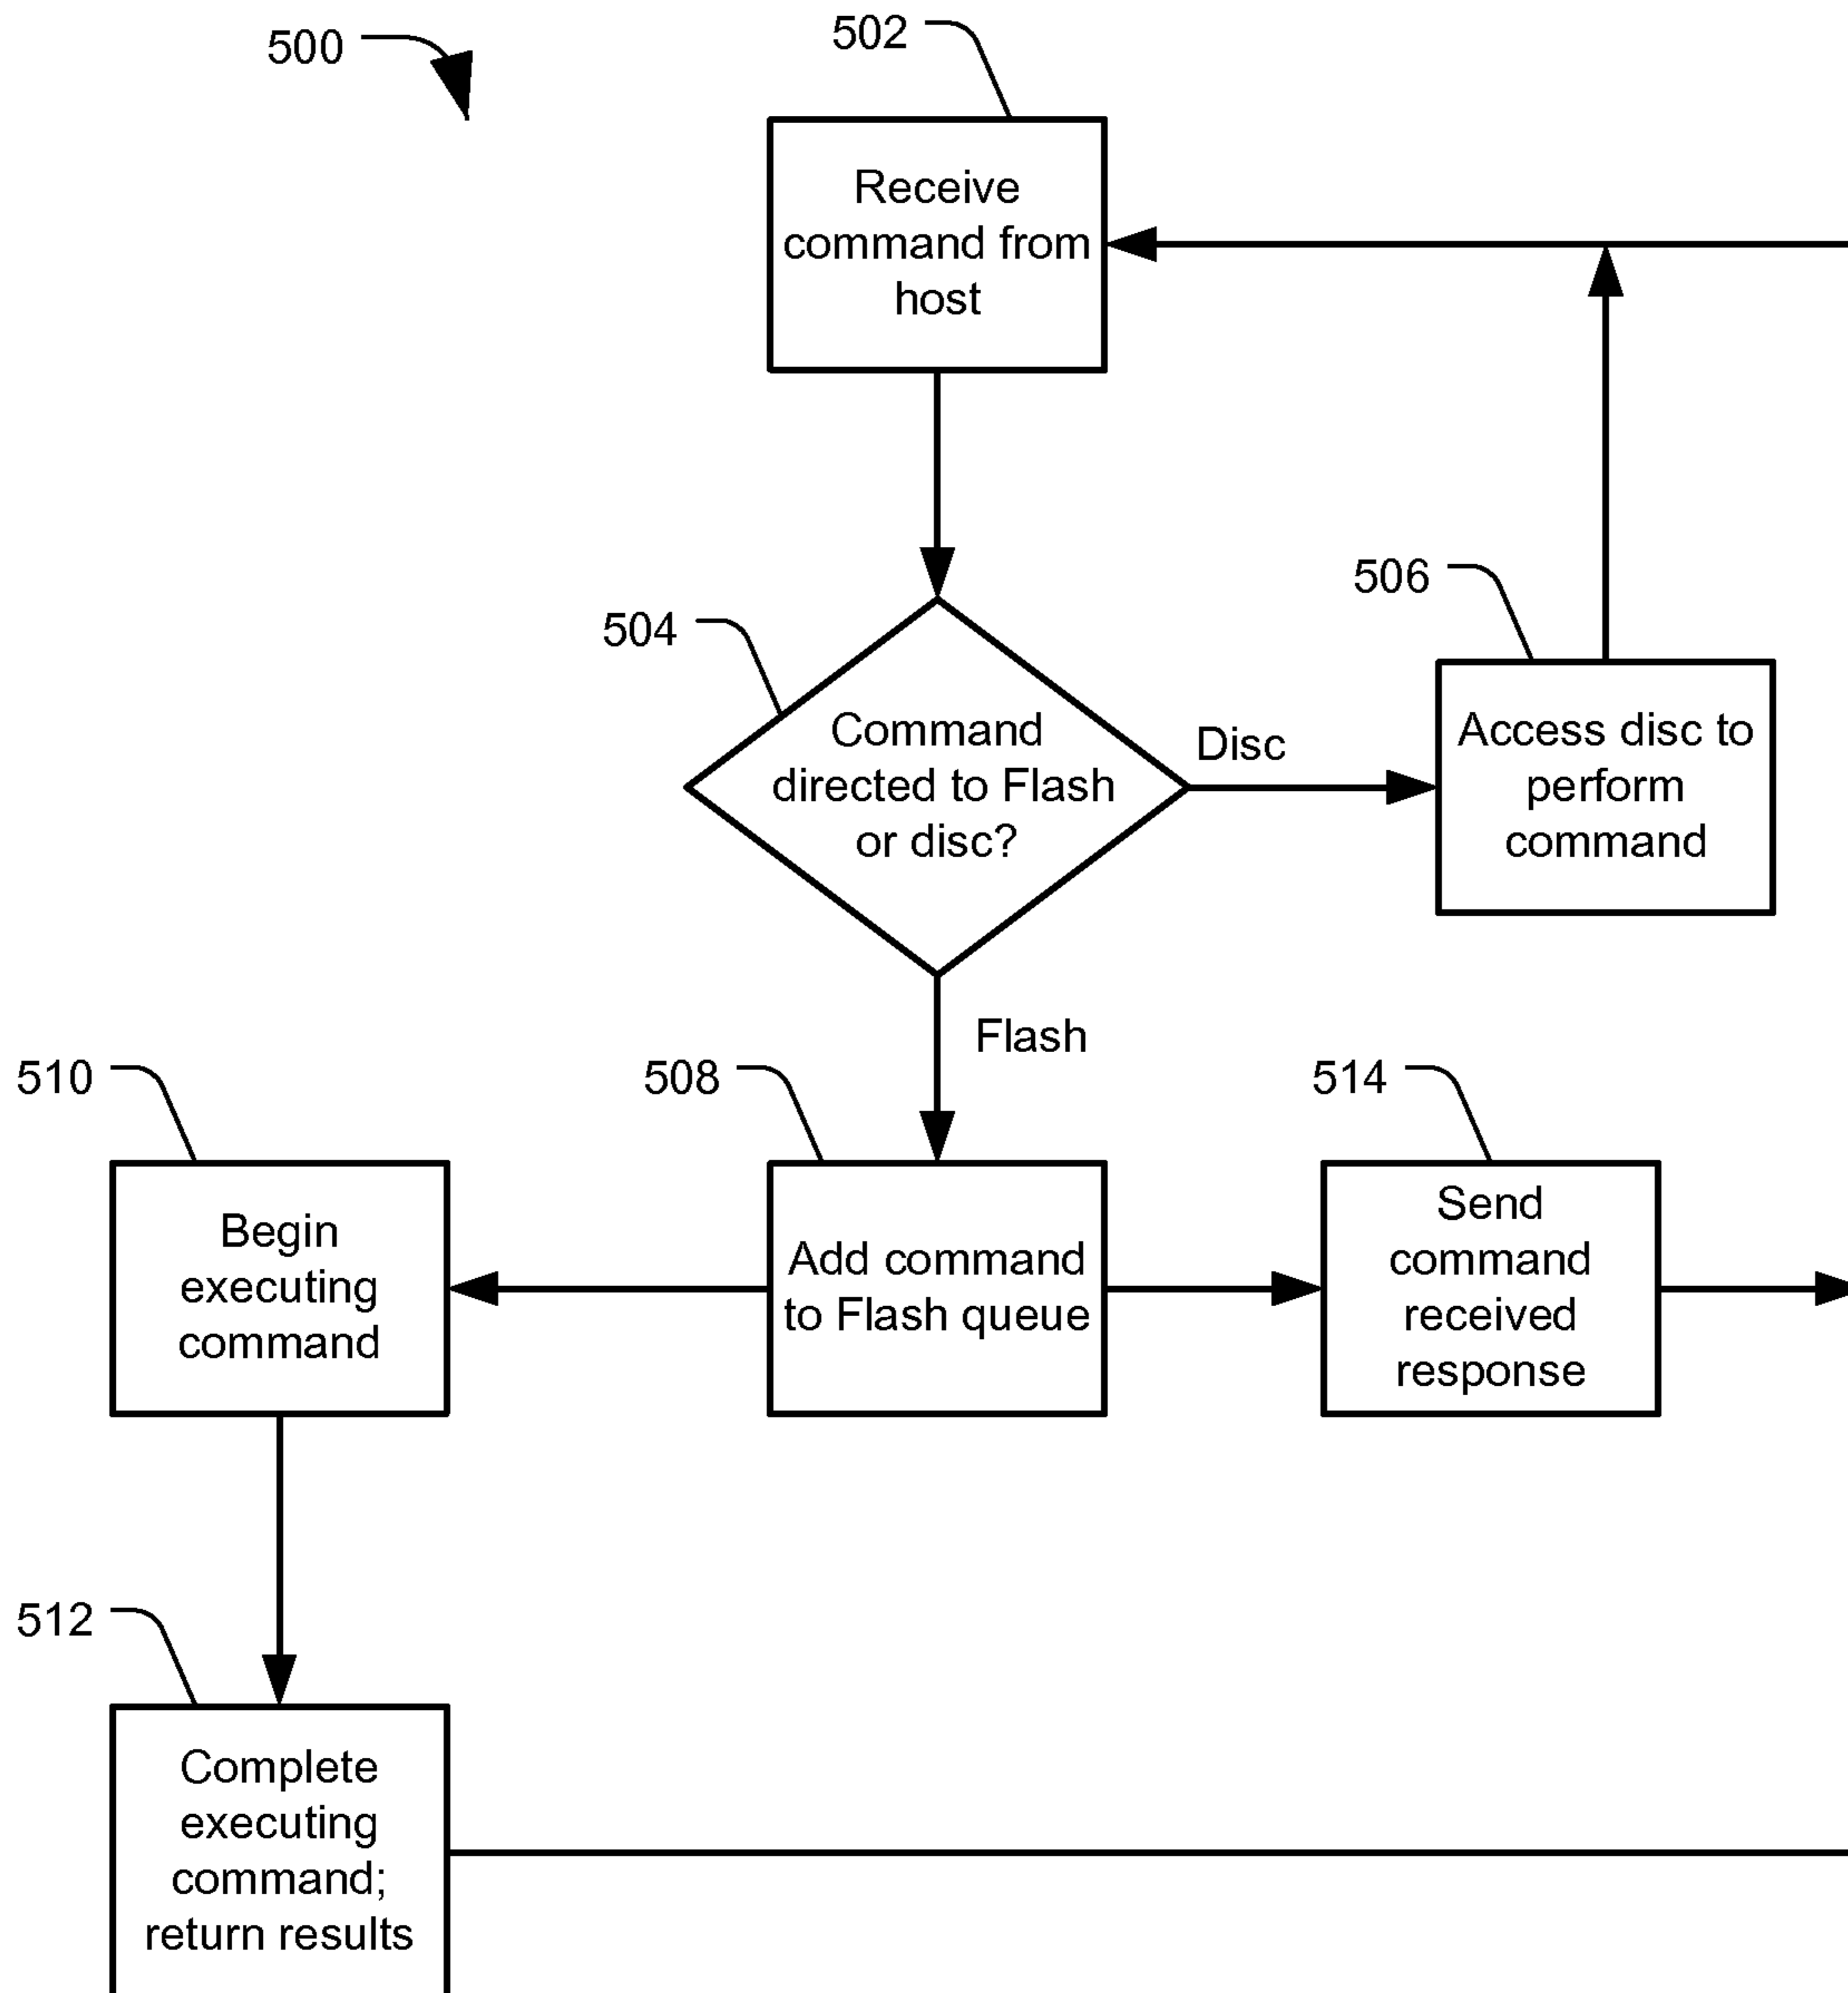 500
502
Receive
command from
host
504
Command
directed to Flash
or disc?
Disc
506
Access disc to
perform
command
Flash
510
Begin
executing
command
508
Add command
to Flash queue
514
Send
command
received
response
512
Complete
executing
command;
return results